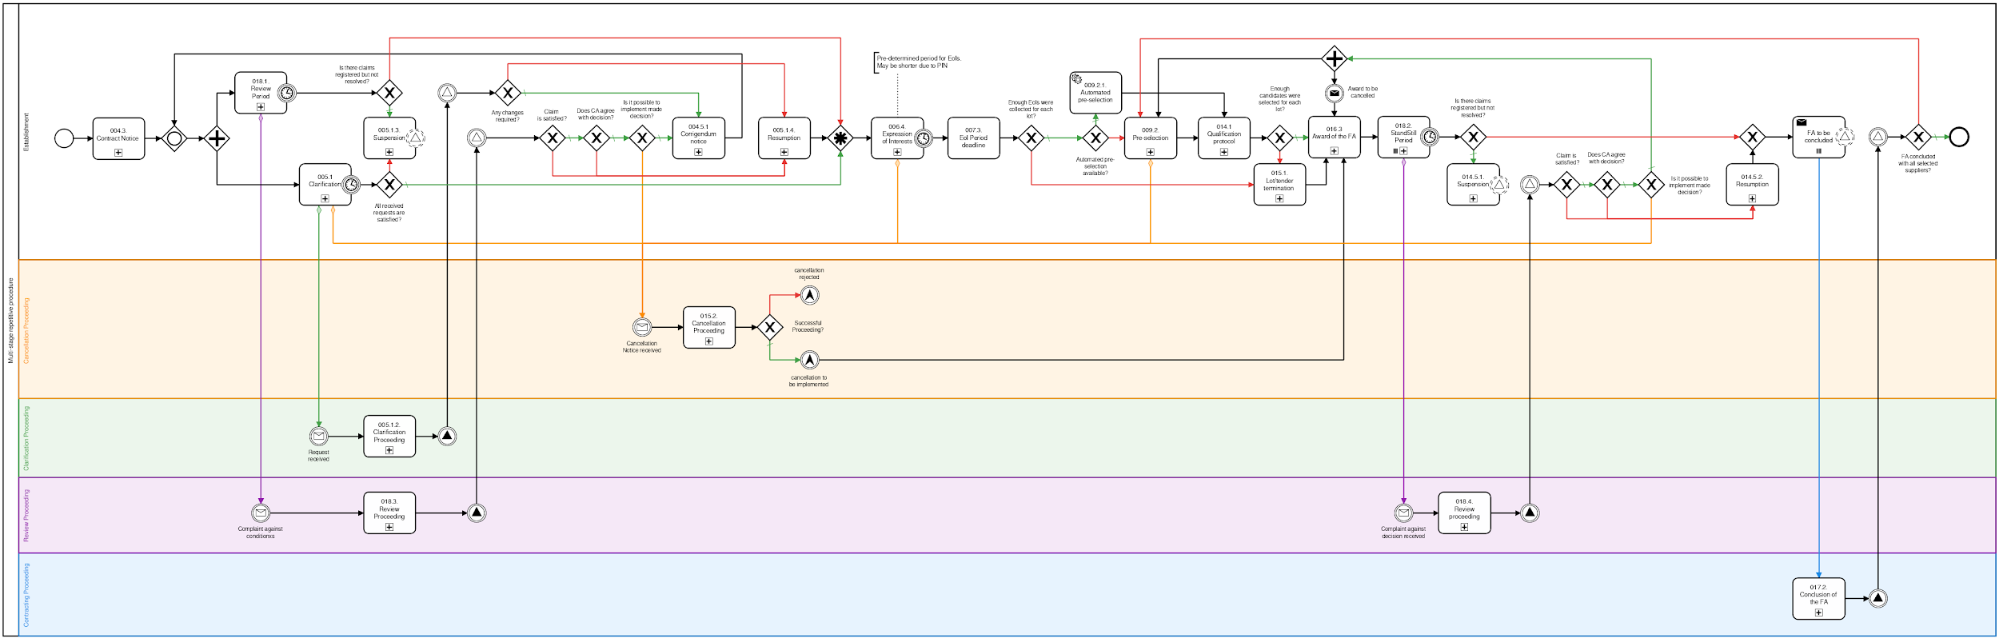 Multi-stage repetitive procedure
Establishment
004.3.
Contract Notice
018.1.
Review
Period
Is there claims
registered but not
resolved?
005.1.3.
Suspension
005.1
Clarification
All received
requests are
satisfied?
Any changes
required?
Claim
is satisfied?
Does CA agree
with decision?
Is it possible to
implement made
decision?
004.5.1
Corrigendum
notice
005.1.4.
Resumption
Pre-determined period for EoIs.
May be shorter due to PIN
006.4.
Expression
of Interests
007.3.
EoI Period
deadline
Enough EoIs were
collected for each
lot?
009.2.1.
Automated
pre-selection
Automated pre-
selection
available?
009.2.
Pre-selection
014.1
Qualification
protocol
Enough
candidates were
selected for each
lot?
015.1.
Lot/tender
termination
Award to be
cancelled
016.3
Award of the FA
018.2.
StandStill
Period
Is there claims
registered but not
resolved?
014.5.1.
Suspension
Claim is
satisfied?
Does CA agree
with decision?
Is it possible to
implement made
decision?
014.5.2.
Resumption
FA to be
concluded
FA concluded
with all selected
suppliers?
Cancellation Proceeding
Cancellation
Notice received
015.2.
Cancellation
Proceeding
cancellation
rejected
Successful
Proceeding?
cancellation to
be implemented
Clarification Proceeding
Request
received
005.1.2.
Clarification
Proceeding
Review Proceeding
Complaint against
conditions
018.3.
Review
Proceeding
Complaint against
decision received
018.4.
Review
proceeding
Contracting Proceeding
017.2.
Conclusion of
the FA